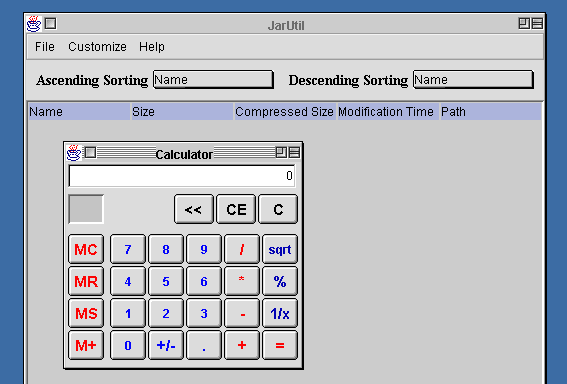 JarUtil
File Customize Help
Ascending Sorting Name Descending Sorting Name
Name Size Compressed Size Modification Time Path
Calculator
0
<< CE C
MC 7 8 9 / sqrt
MR 4 5 6 * %
MS 1 2 3 - 1/x
M+ 0 +/- . + =